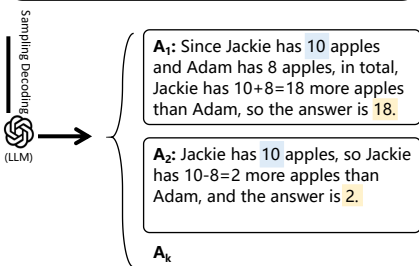 Sampling Decoding
(LLM)
A1: Since Jackie has 10 apples
and Adam has 8 apples, in total,
Jackie has 10+8=18 more apples
than Adam, so the answer is 18.
A2: Jackie has 10 apples, so Jackie
has 10-8=2 more apples than
Adam, and the answer is 2.
Ak